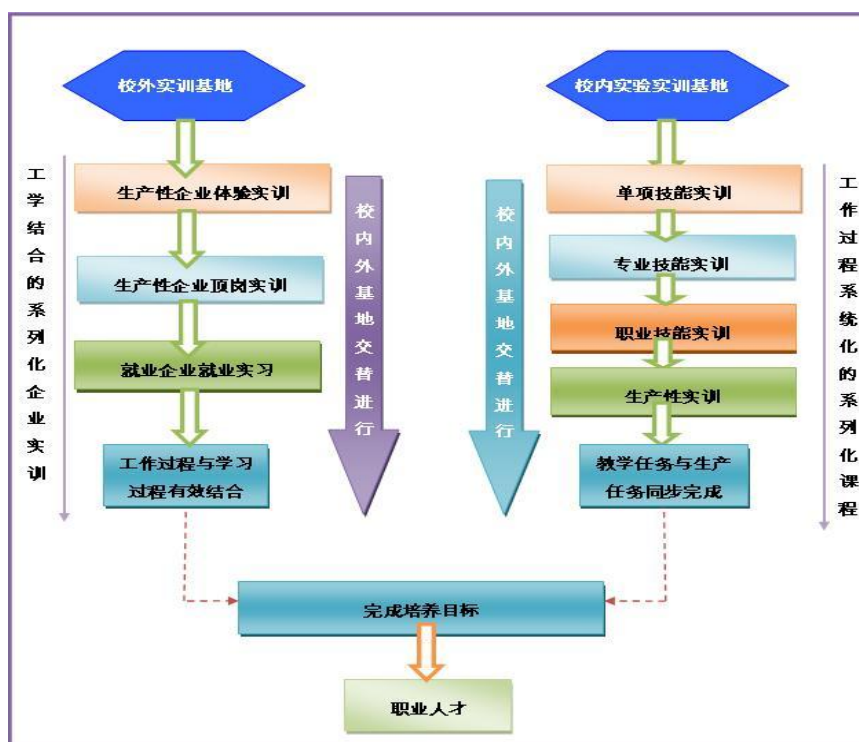 校外实训基地
校内实验实训基地
工学结合的系列化企业实训
生产性企业体验实训
生产性企业顶岗实训
就业企业就业实习
工作过程与学习
过程有效结合
校内外基地交替进行
校内外基地交替进行
单项技能实训
专业技能实训
职业技能实训
生产性实训
教学任务与生产
任务同步完成
工作过程系统化的系列化课程
完成培养目标
职业人才